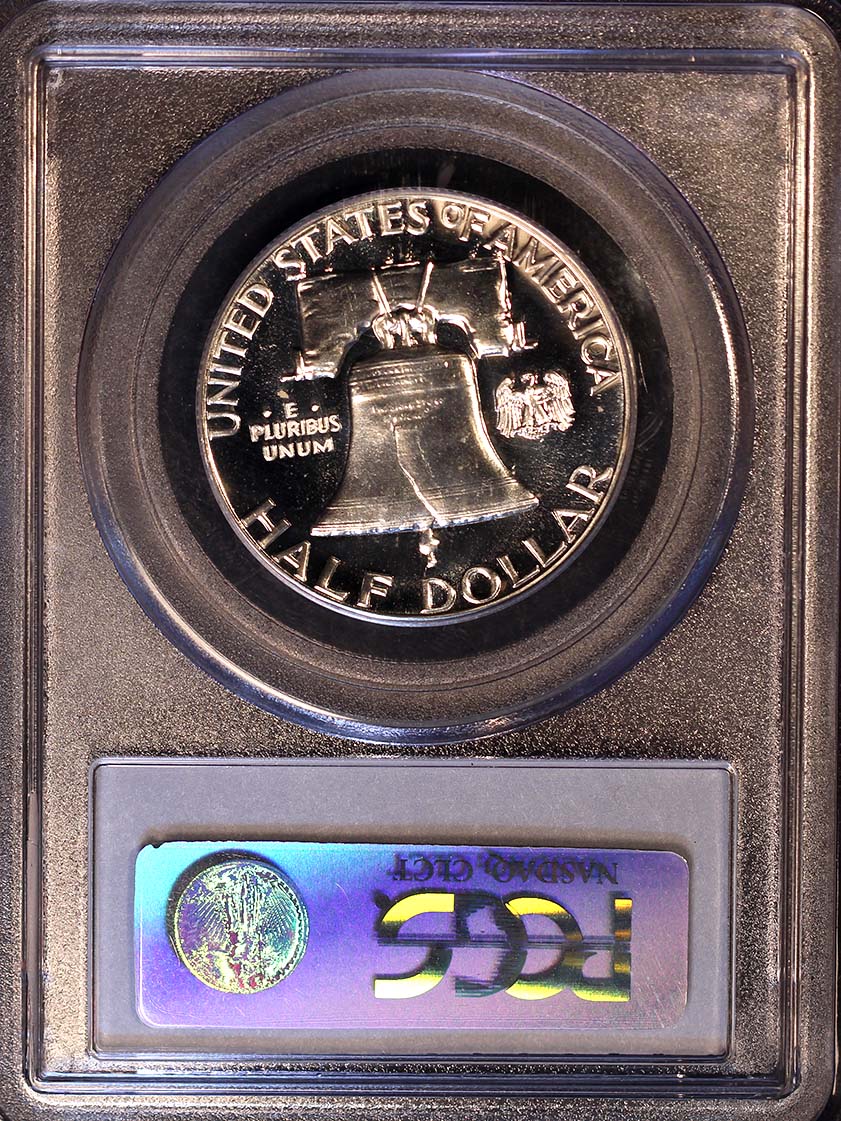 UNITED STATES OF AMERICA
· E ·
PLURIBUS
UNUM
HALF DOLLAR
PCGS
NASDAQ, CLCT